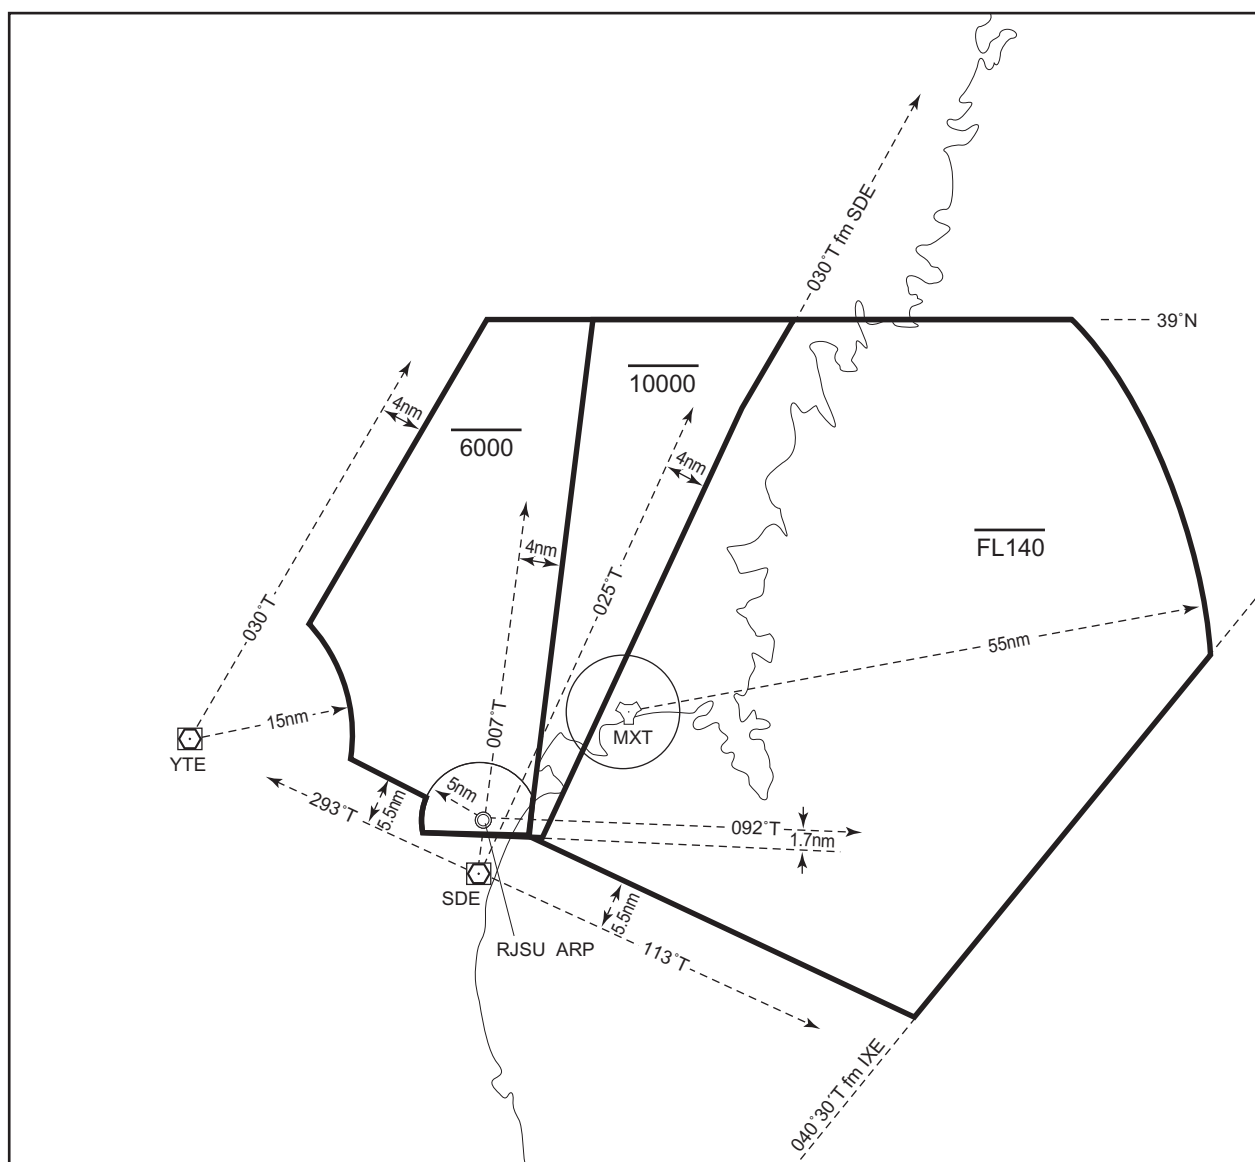 030˚T fm SDE
39˚N
10000
4nm
6000
4nm
FL140
4nm
025˚T
030˚T
55nm
15nm
007˚T
MXT
YTE
5nm
293˚T
5.5nm
092˚T
1.7nm
SDE
5.5nm
RJSU ARP
113˚T
040˚30´T fm IXE